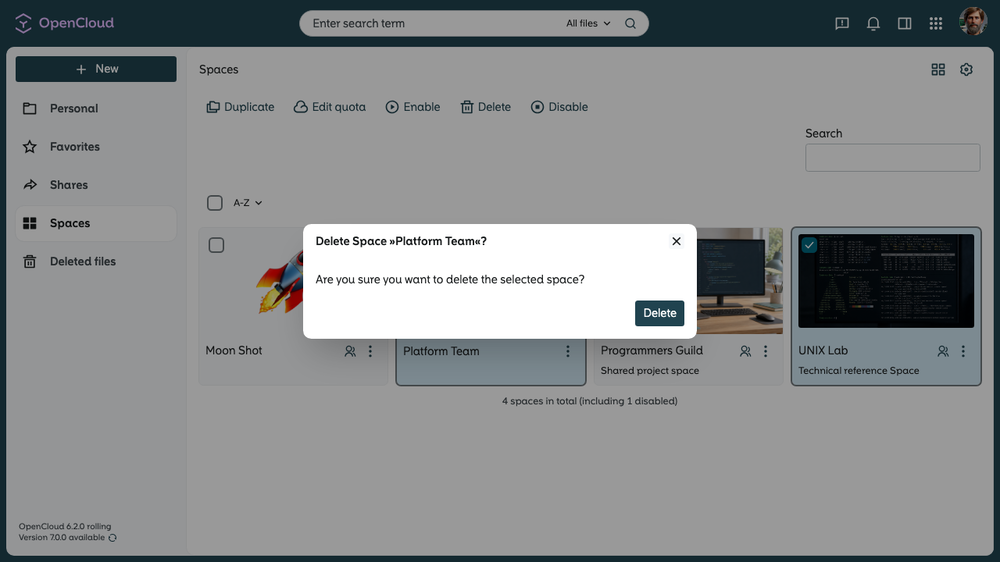 OpenCloud
Enter search term
All files
New
Personal
Favorites
Shares
Spaces
Deleted files
OpenCloud 6.2.0 rolling
Version 7.0.0 available
Spaces
Duplicate
Edit quota
Enable
Delete
Disable
Search
A-Z
Delete Space »Platform Team«?
Are you sure you want to delete the selected space?
Delete
Moon Shot
Platform Team
Programmers Guild
Shared project space
UNIX Lab
Technical reference Space
4 spaces in total (including 1 disabled)